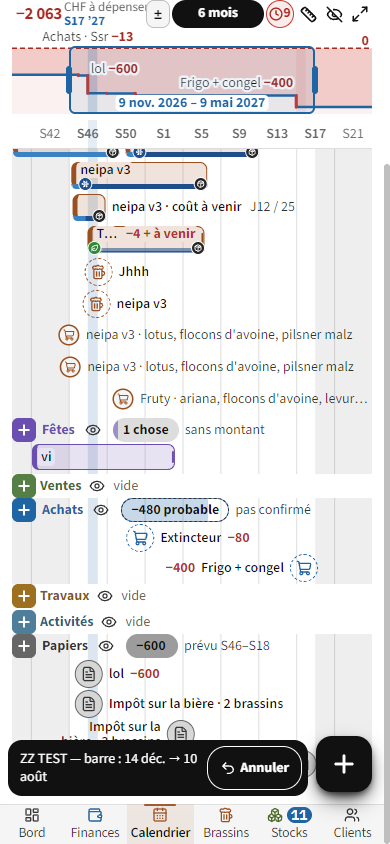 −2 063 CHF à dépenser
S17 '27
±
6 mois
9
Achats · Ssr −13
0
lol −600
Frigo + congel −400
9 nov. 2026 – 9 mai 2027
S42 S46 S50 S1 S5 S9 S13 S17 S21
neipa v3
neipa v3 · coût à venir J12 / 25
T… −4 + à venir
Jhhh
neipa v3
neipa v3 · lotus, flocons d'avoine, pilsner malz
neipa v3 · lotus, flocons d'avoine, pilsner malz
Fruty · ariana, flocons d'avoine, levur…
Fêtes 1 chose sans montant
vi
Ventes vide
Achats −480 probable pas confirmé
Extincteur −80
−400 Frigo + congel
Travaux vide
Activités vide
Papiers −600 prévu S46–S18
lol −600
Impôt sur la bière · 2 brassins
Impôt sur la
ZZ TEST — barre : 14 déc. → 10
août
Annuler
Bord Finances Calendrier Brassins Stocks 11 Clients